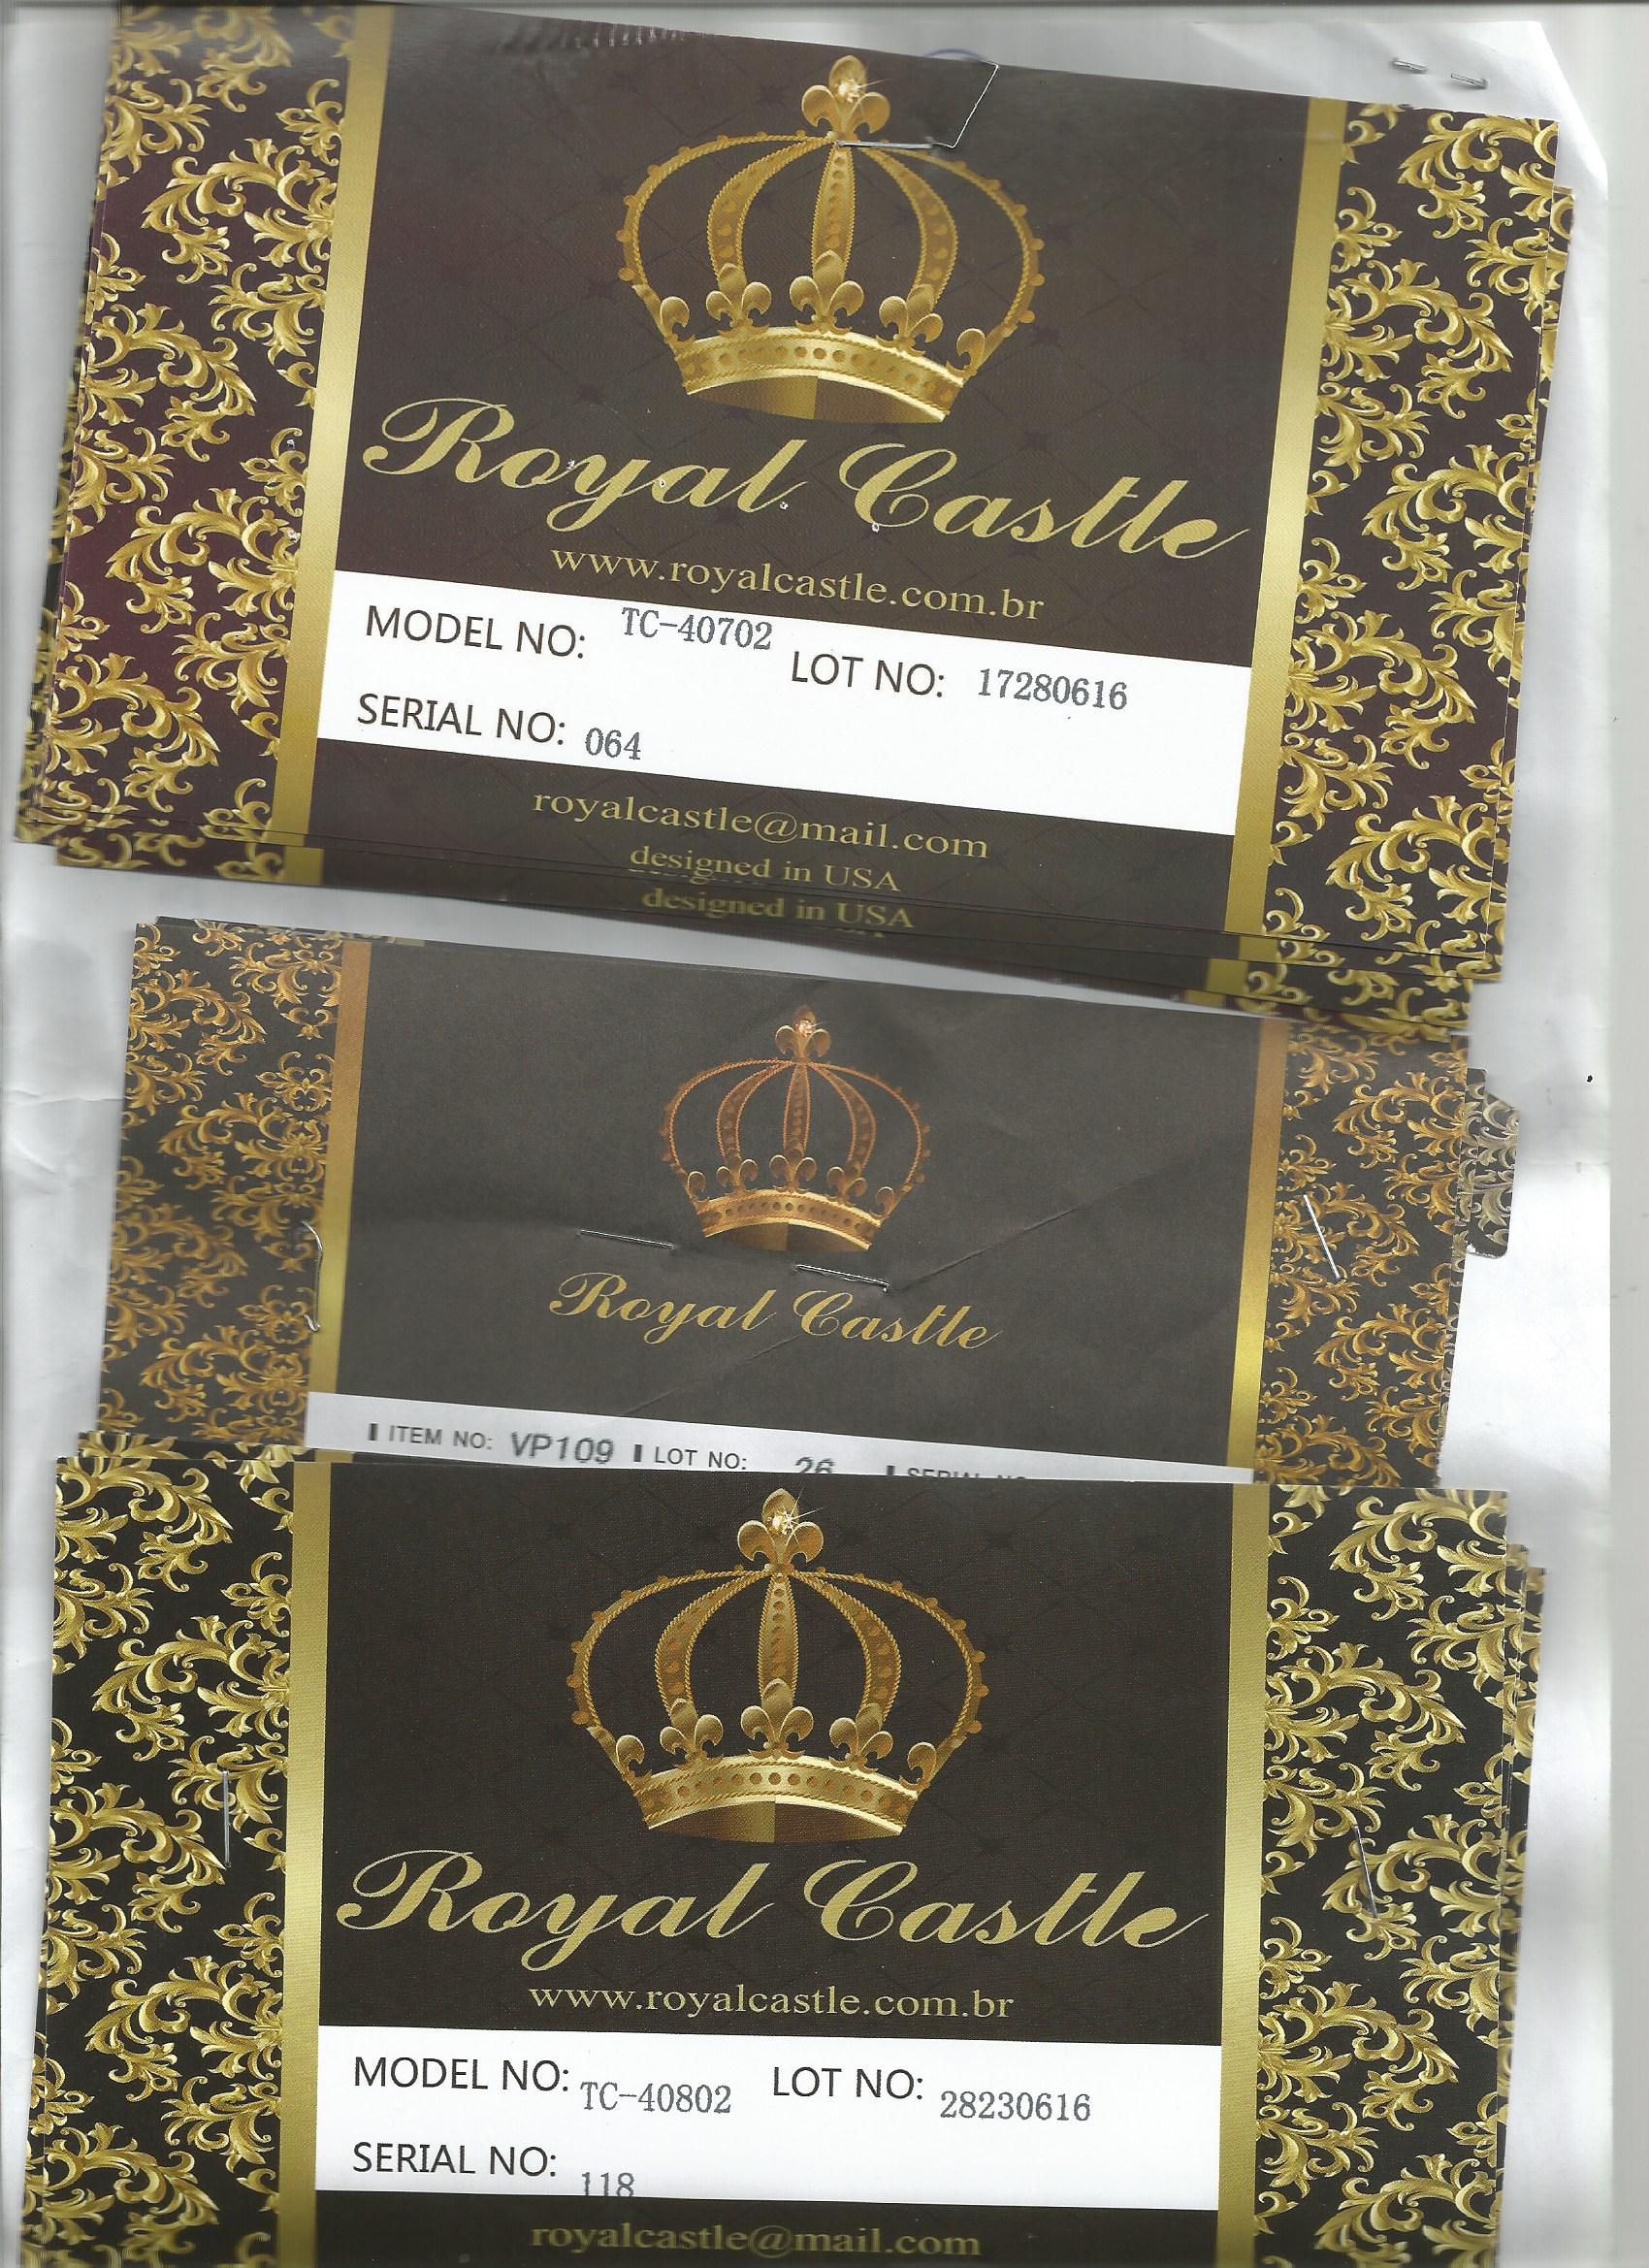 Royal Castle
www.royalcastle.com.br
MODEL NO: TC-40702 LOT NO: 17280616
SERIAL NO: 064
royalcastle@mail.com
designed in USA
designed in USA
Royal Castle
ITEM NO: VP109 LOT NO: 26
Royal Castle
www.royalcastle.com.br
MODEL NO: TC-40802 LOT NO: 28230616
SERIAL NO: 118
royalcastle@mail.com